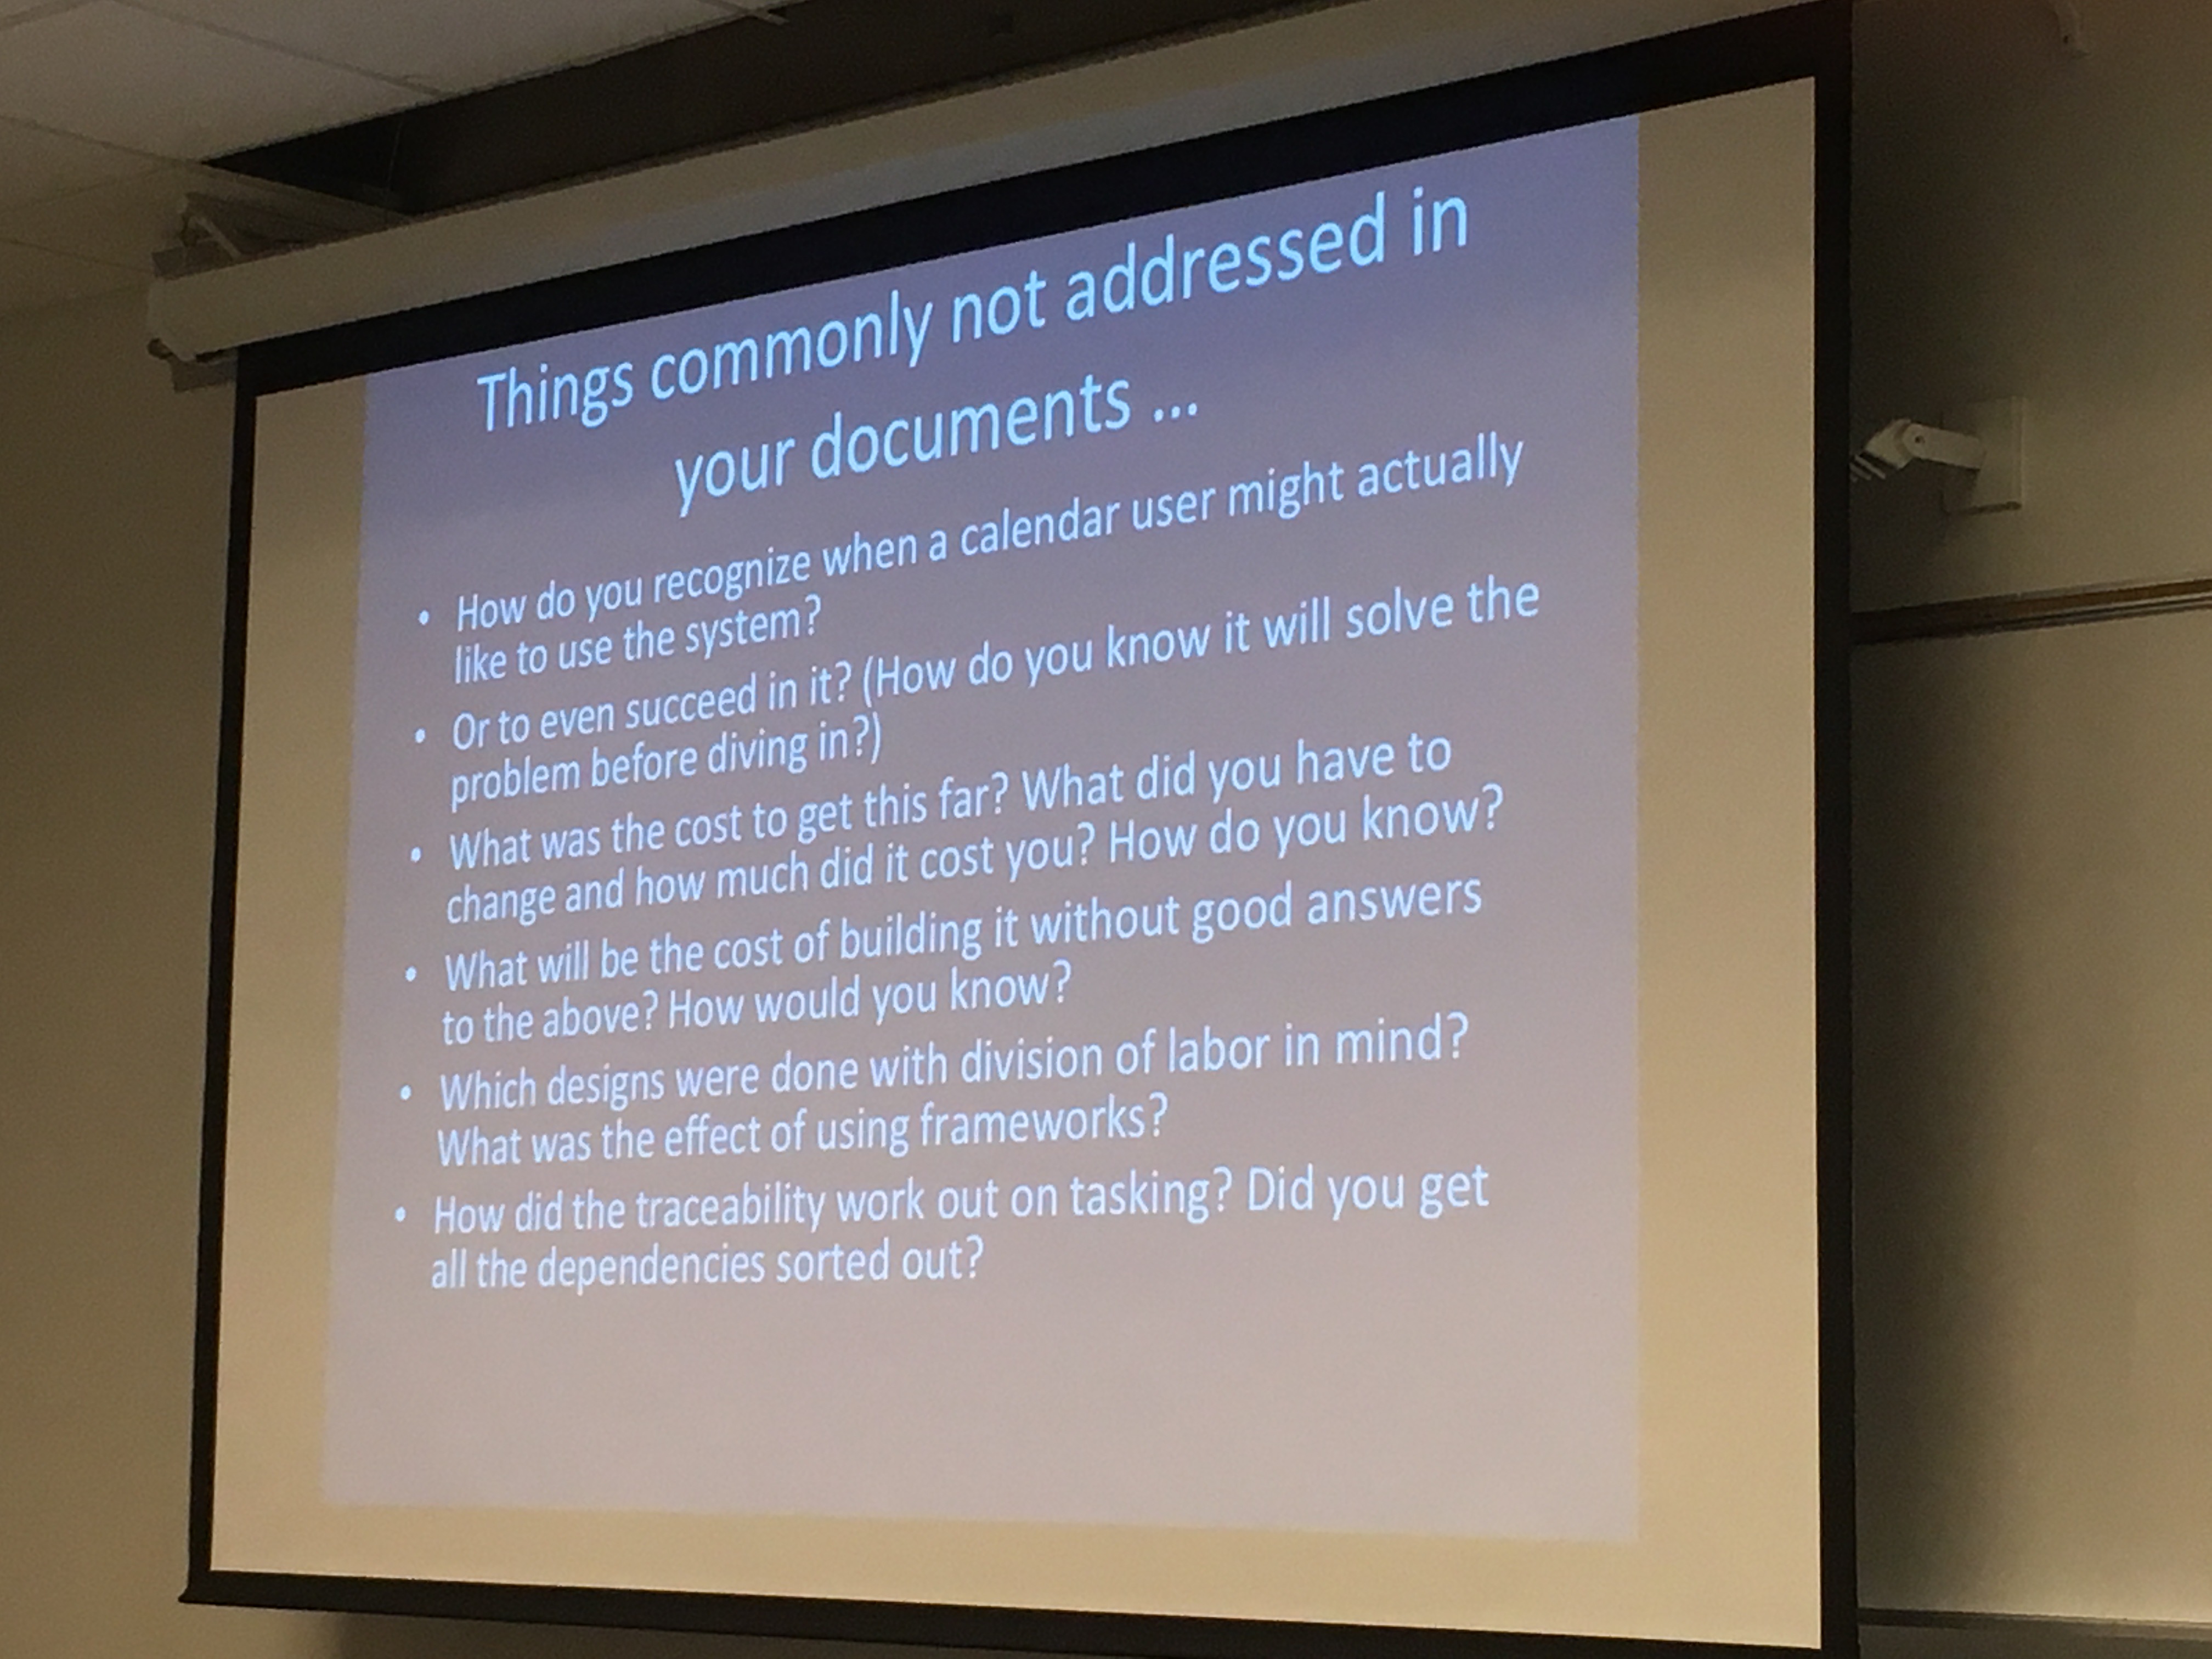 Things commonly not addressed in
your documents ...
• How do you recognize when a calendar user might actually
like to use the system?
• Or to even succeed in it? (How do you know it will solve the
problem before diving in?)
• What was the cost to get this far? What did you have to
change and how much did it cost you? How do you know?
• What will be the cost of building it without good answers
to the above? How would you know?
• Which designs were done with division of labor in mind?
What was the effect of using frameworks?
• How did the traceability work out on tasking? Did you get
all the dependencies sorted out?